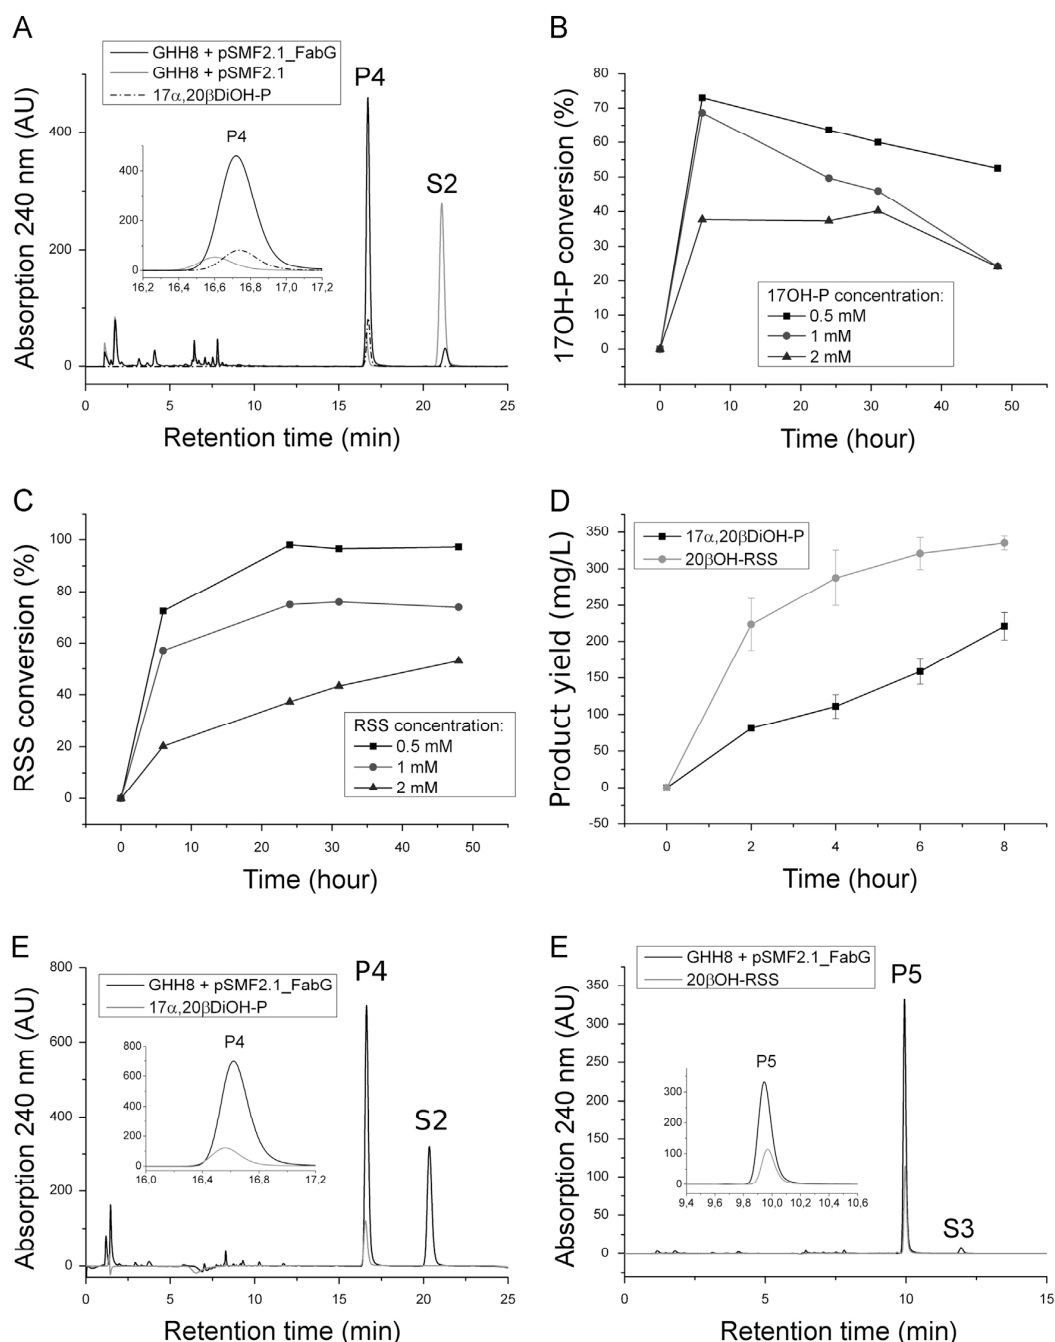 A
GHH8 + pSMF2.1_FabG
GHH8 + pSMF2.1
17α,20βDiOH-P
P4
S2
P4
400
200
0
16,2 16,4 16,6 16,8 17,0 17,2
400
200
0
0 5 10 15 20 25
Absorption 240 nm (AU)
Retention time (min)
B
80
70
60
50
40
30
20
10
0
0 10 20 30 40 50
17OH-P conversion (%)
Time (hour)
17OH-P concentration:
0.5 mM
1 mM
2 mM
C
100
80
60
40
20
0
0 10 20 30 40 50
RSS conversion (%)
Time (hour)
RSS concentration:
0.5 mM
1 mM
2 mM
D
17α,20βDiOH-P
20βOH-RSS
350
300
250
200
150
100
50
0
-50
0 2 4 6 8
Product yield (mg/L)
Time (hour)
E
GHH8 + pSMF2.1_FabG
17α,20βDiOH-P
P4
S2
P4
800
600
400
200
0
16,0 16,4 16,8 17,2
800
600
400
200
0
0 5 10 15 20 25
Absorption 240 nm (AU)
Retention time (min)
E
GHH8 + pSMF2.1_FabG
20βOH-RSS
P5
S3
P5
300
200
100
0
9,4 9,6 9,8 10,0 10,2 10,4 10,6
350
300
250
200
150
100
50
0
0 5 10 15
Absorption 240 nm (AU)
Retention time (min)